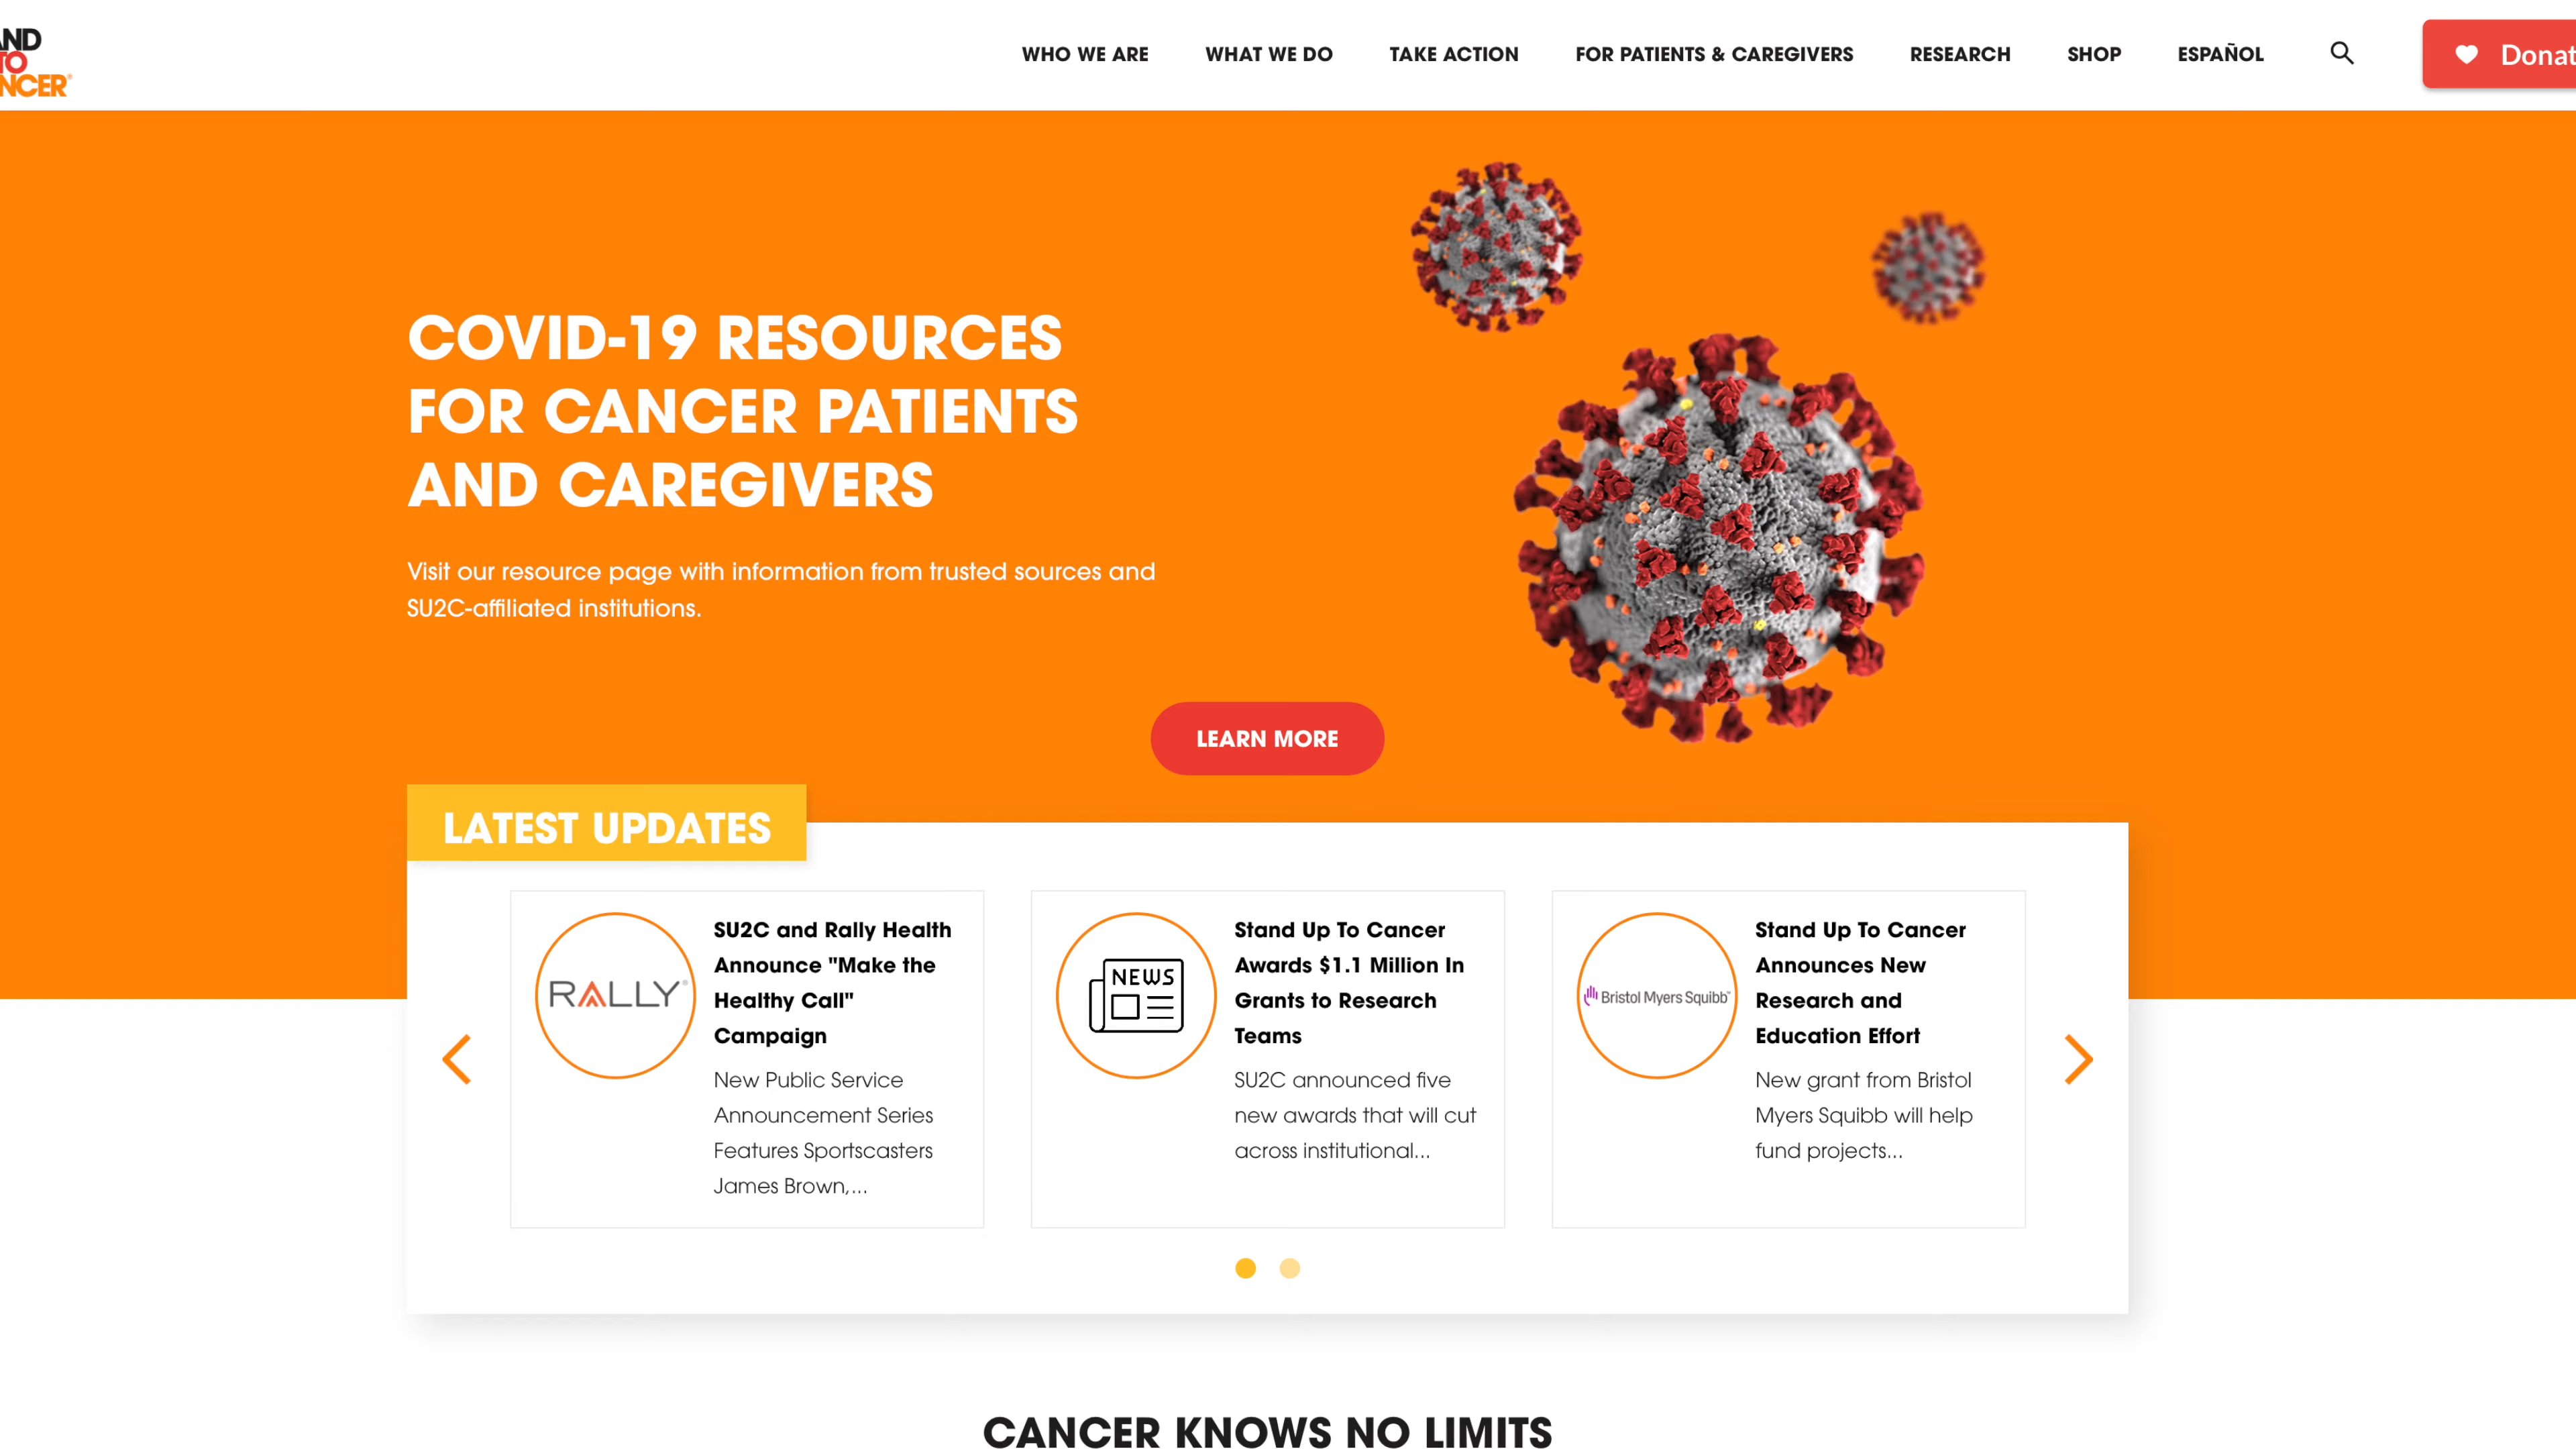 AND
TO
NCER
WHO WE ARE
WHAT WE DO
TAKE ACTION
FOR PATIENTS & CAREGIVERS
RESEARCH
SHOP
ESPAÑOL
Donat
COVID-19 RESOURCES
FOR CANCER PATIENTS
AND CAREGIVERS
Visit our resource page with information from trusted sources and
SU2C-affiliated institutions.
LEARN MORE
LATEST UPDATES
RALLY®
SU2C and Rally Health
Announce "Make the
Healthy Call"
Campaign
New Public Service
Announcement Series
Features Sportscasters
James Brown,...
NEWS
Stand Up To Cancer
Awards $1.1 Million In
Grants to Research
Teams
SU2C announced five
new awards that will cut
across institutional...
Bristol Myers Squibb™
Stand Up To Cancer
Announces New
Research and
Education Effort
New grant from Bristol
Myers Squibb will help
fund projects...
CANCER KNOWS NO LIMITS